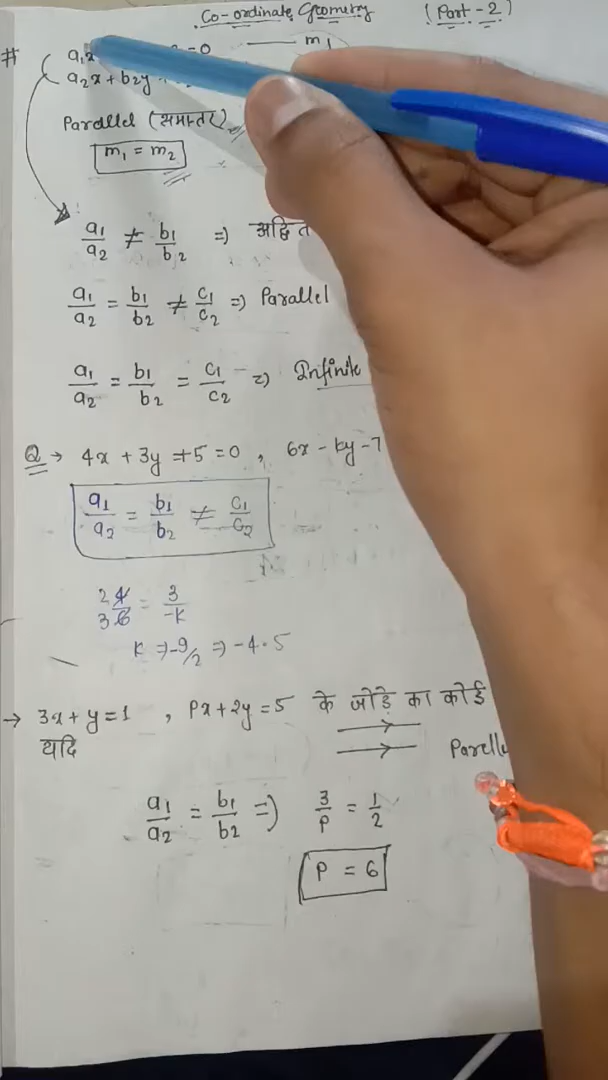 Co-ordinate Geometry (Part-2)
# a₁x =0 — m₁
a₂x + b₂y
Parallel (समान्तर)
m₁ = m₂
a₁/a₂ ≠ b₁/b₂ =>
a₁/a₂ = b₁/b₂ ≠ c₁/c₂ => Parallel
a₁/a₂ = b₁/b₂ = c₁/c₂ => Infinite
Q → 4x + 3y + 5 = 0 , 6x - ky - 7
a₁/a₂ = b₁/b₂ ≠ c₁/c₂
2 4/3 6 = 3/-k
k => -9/2 => -4.5
→ 3x + y = 1 , Px + 2y = 5 के जोड़े का कोई
यदि
a₁/a₂ = b₁/b₂ => 3/P = 1/2
P = 6